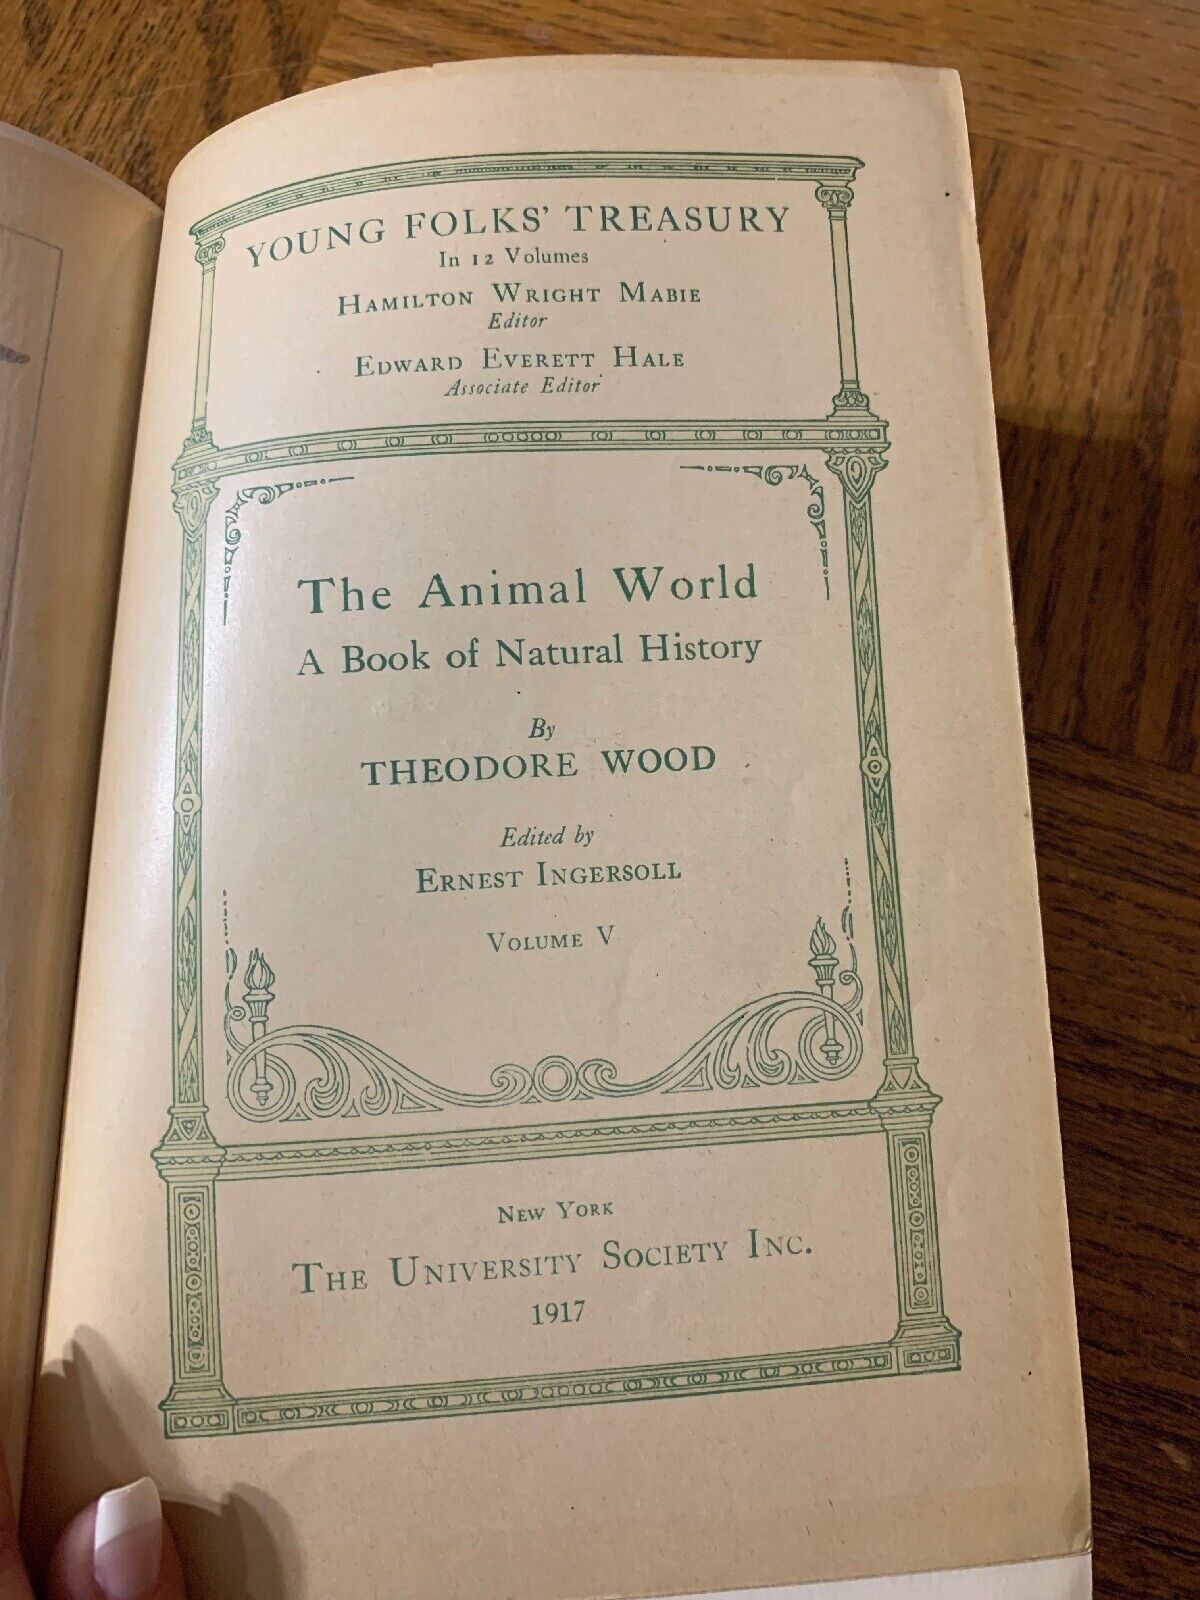 YOUNG FOLKS' TREASURY
In 12 Volumes
HAMILTON WRIGHT MABIE
Editor
EDWARD EVERETT HALE
Associate Editor
The Animal World
A Book of Natural History
By
THEODORE WOOD
Edited by
ERNEST INGERSOLL
VOLUME V
NEW YORK
THE UNIVERSITY SOCIETY INC.
1917